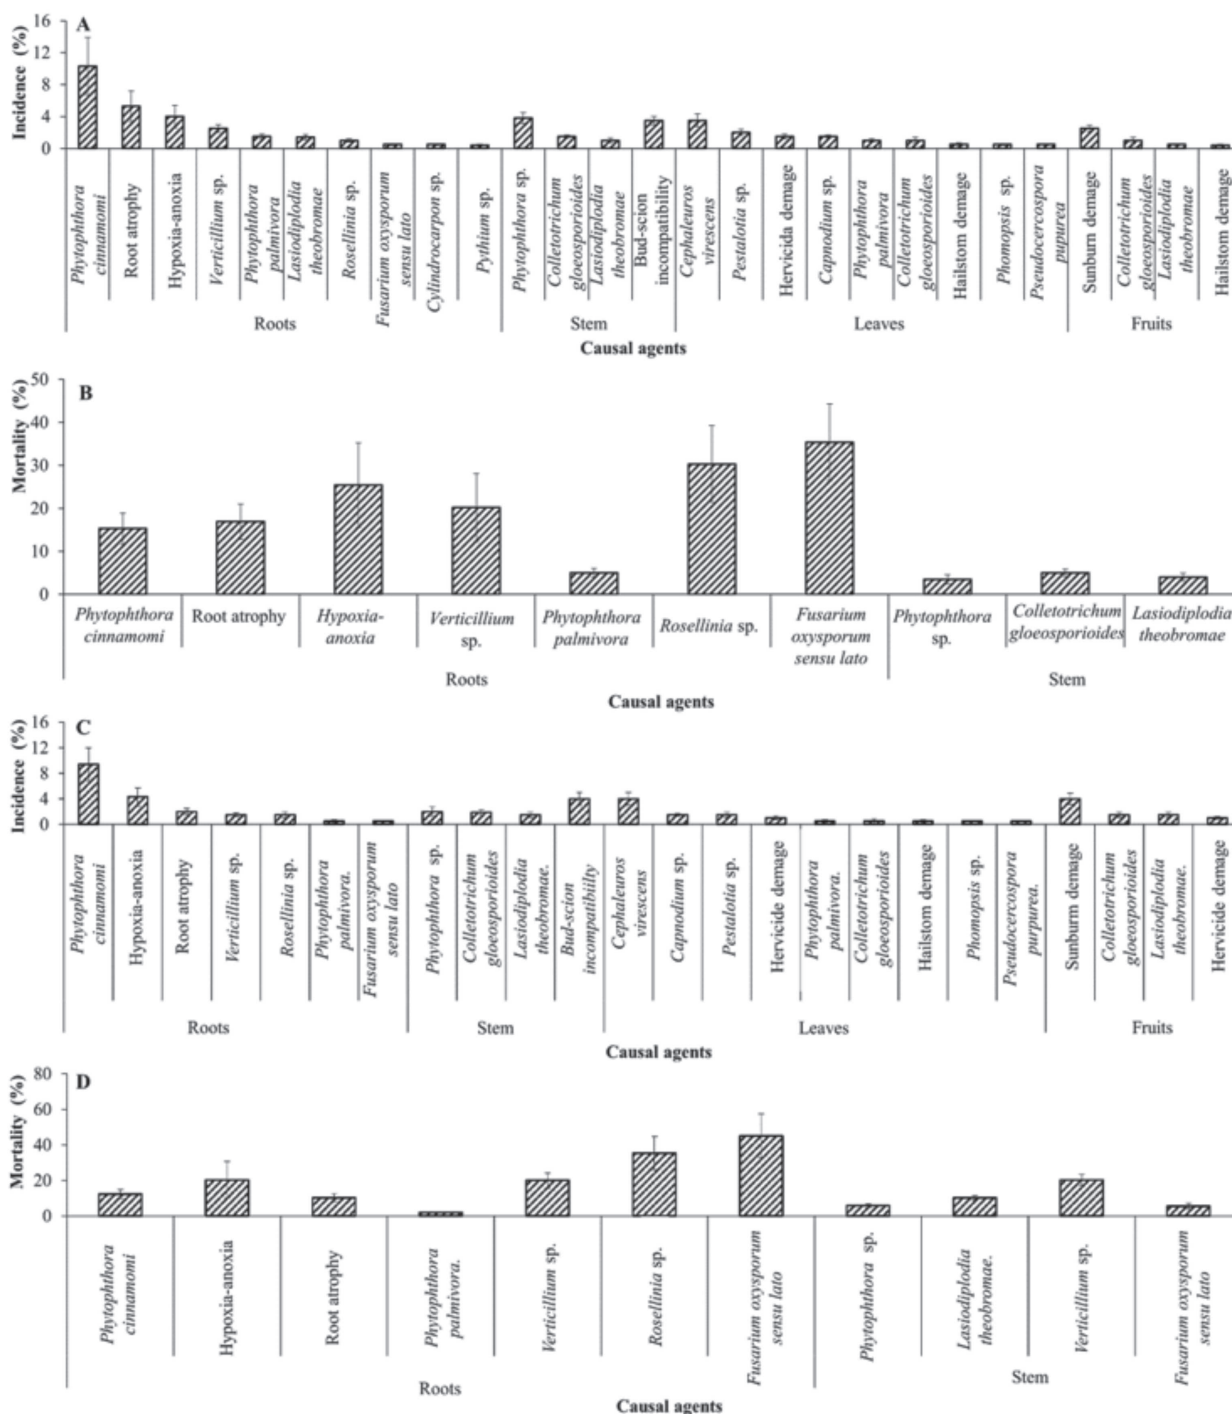 A
Incidence (%)
16
12
8
4
0
Phytophthora
cinnamomi
Root atrophy
Hypoxia-anoxia
Verticillium sp.
Phytophthora
palmivora
Lasiodiplodia
theobromae
Rosellinia sp.
Fusarium oxysporum
sensu lato
Cylindrocarpon sp.
Pythium sp.
Phytophthora sp.
Colletotrichum
gloeosporioides
Lasiodiplodia
theobromae
Bud-scion
incompatibility
Cephaleuros
virescens
Pestalotia sp.
Hervicida demage
Capnodium sp.
Phytophthora
palmivora
Colletotrichum
gloeosporioides
Hailstom demage
Phomopsis sp.
Pseudocercospora
pupurea
Sunburn demage
Colletotrichum
gloeosporioides
Lasiodiplodia
theobromae
Hailstom demage
Roots
Stem
Leaves
Fruits
Causal agents
B
Mortality (%)
50
40
30
20
10
0
Phytophthora
cinnamomi
Root atrophy
Hypoxia-
anoxia
Verticillium
sp.
Phytophthora
palmivora
Rosellinia sp.
Fusarium
oxysporum
sensu lato
Phytophthora
sp.
Colletotrichum
gloeosporioides
Lasiodiplodia
theobromae
Roots
Stem
Causal agents
C
Incidence (%)
16
12
8
4
0
Phytophthora
cinnamomi
Hypoxia-anoxia
Root atrophy
Verticillium sp.
Rosellinia sp.
Phytophthora
palmivora.
Fusarium oxysporum
sensu lato
Phytophthora sp.
Colletotrichum
gloeosporioides
Lasiodiplodia
theobromae.
Bud-scion
incompatibiilty
Cephaleuros
virescens
Capnodium sp.
Pestalotia sp.
Hervicide demage
Phytophthora
palmivora.
Colletotrichum
gloeosporioides
Hailstom demage
Phomopsis sp.
Pseudocercospora
purpurea.
Sunburm demage
Colletotrichum
gloeosporioides
Lasiodiplodia
theobromae.
Hervicide demage
Roots
Stem
Leaves
Fruits
Causal agents
D
Mortality (%)
80
60
40
20
0
Phytophthora
cinnamomi
Hypoxia-anoxia
Root atrophy
Phytophthora
palmivora.
Verticillium sp.
Rosellinia sp.
Fusarium oxysporum
sensu lato
Phytophthora sp.
Lasiodiplodia
theobromae.
Verticillium sp.
Fusarium oxysporum
sensu lato
Roots
Stem
Causal agents